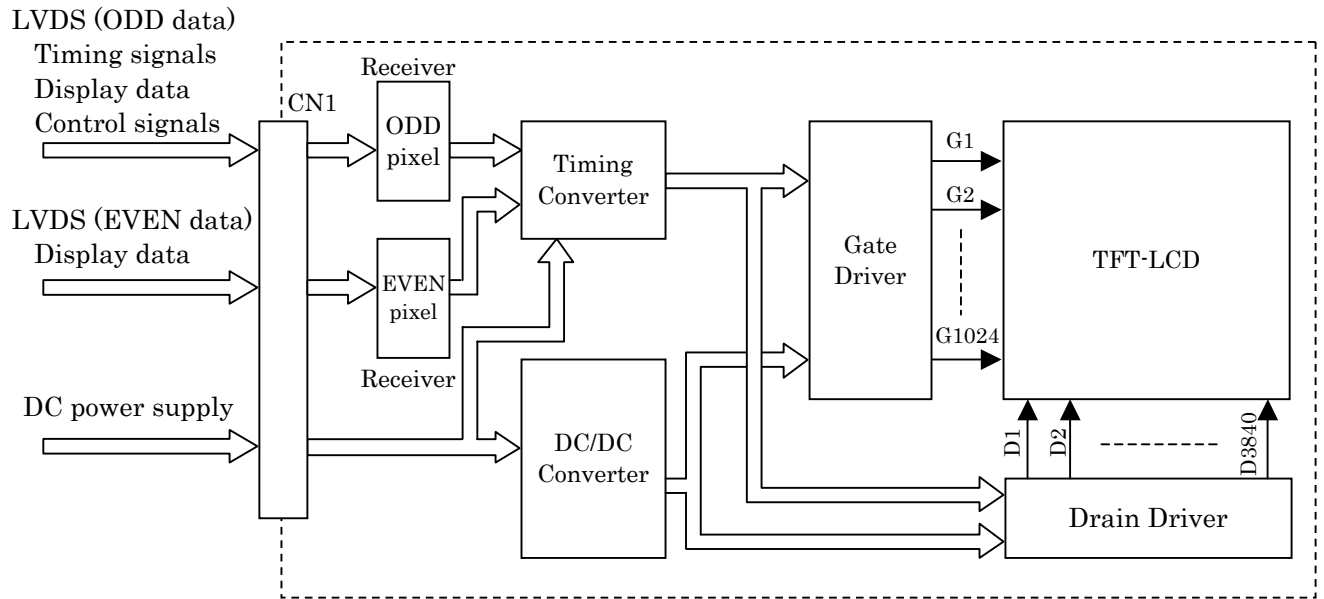 LVDS (ODD data)
Timing signals
Display data
Control signals
CN1
Receiver
ODD
pixel
Timing
Converter
LVDS (EVEN data)
Display data
EVEN
pixel
Receiver
DC power supply
DC/DC
Converter
Gate
Driver
G1
G2
G1024
TFT-LCD
D1
D2
D3840
Drain Driver